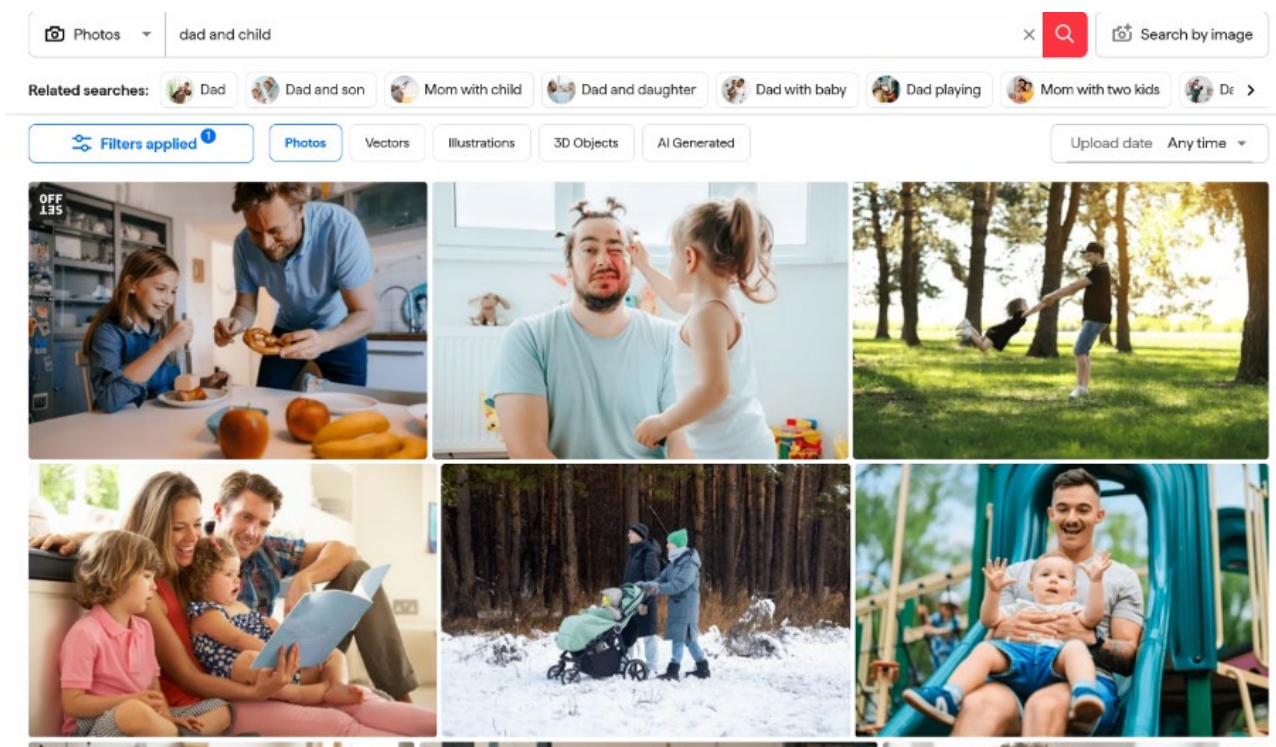 Photos dad and child Search by image
Related searches: Dad Dad and son Mom with child Dad and daughter Dad with baby Dad playing Mom with two kids
Filters applied 1 Photos Vectors Illustrations 3D Objects AI Generated Upload date Any time
OFF
SET